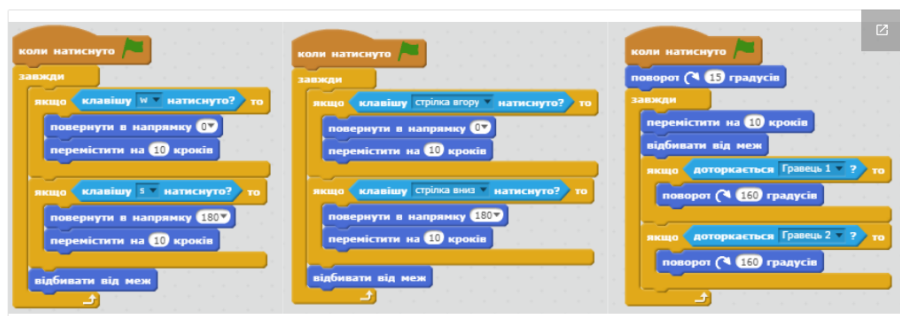 коли натиснуто
завжди
якщо клавішу w натиснуто? то
повернути в напрямку 0
перемістити на 10 кроків
якщо клавішу s натиснуто? то
повернути в напрямку 180
перемістити на 10 кроків
відбивати від меж
коли натиснуто
завжди
якщо клавішу стрілка вгору натиснуто? то
повернути в напрямку 0
перемістити на 10 кроків
якщо клавішу стрілка вниз натиснуто? то
повернути в напрямку 180
перемістити на 10 кроків
відбивати від меж
коли натиснуто
поворот 15 градусів
завжди
перемістити на 10 кроків
відбивати від меж
якщо доторкається Гравець 1 ? то
поворот 160 градусів
якщо доторкається Гравець 2 ? то
поворот 160 градусів